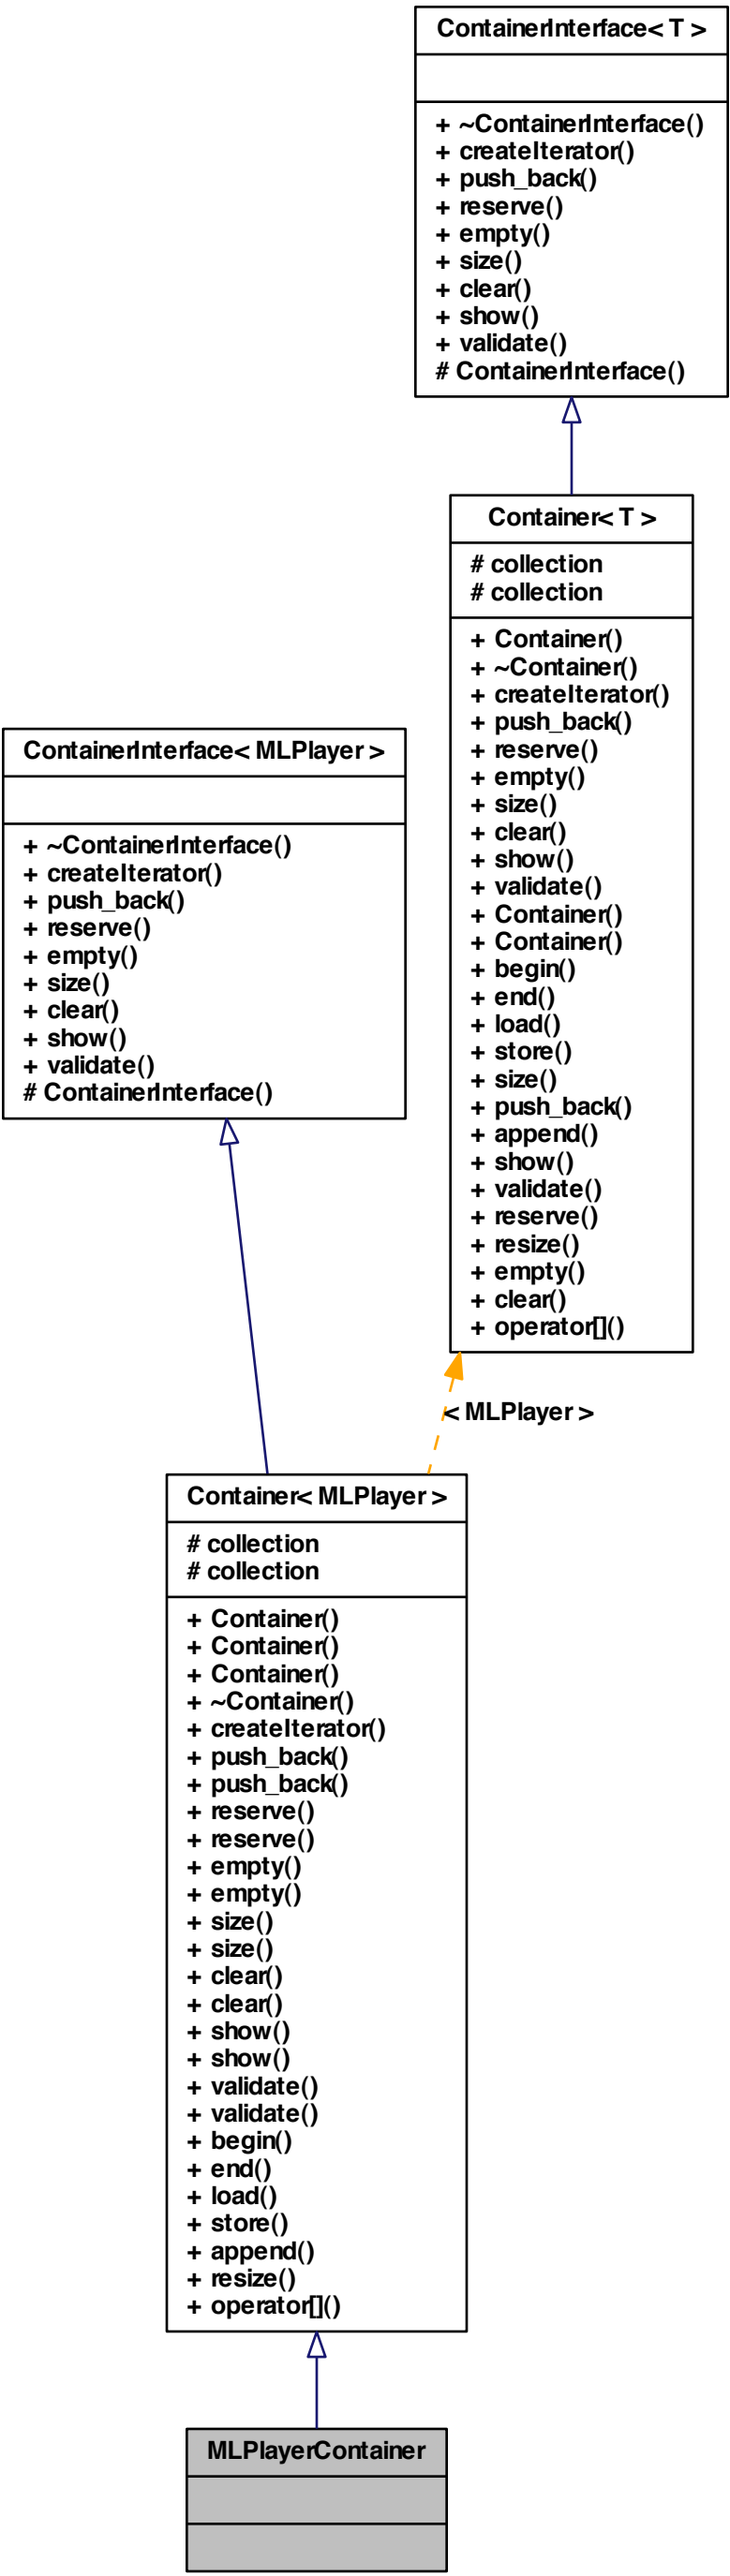 ContainerInterface< T >
+ ~ContainerInterface()
+ createIterator()
+ push_back()
+ reserve()
+ empty()
+ size()
+ clear()
+ show()
+ validate()
# ContainerInterface()
Container< T >
# collection
# collection
+ Container()
+ ~Container()
+ createIterator()
+ push_back()
+ reserve()
+ empty()
+ size()
+ clear()
+ show()
+ validate()
+ Container()
+ Container()
+ begin()
+ end()
+ load()
+ store()
+ size()
+ push_back()
+ append()
+ show()
+ validate()
+ reserve()
+ resize()
+ empty()
+ clear()
+ operator[]()
ContainerInterface< MLPlayer >
+ ~ContainerInterface()
+ createIterator()
+ push_back()
+ reserve()
+ empty()
+ size()
+ clear()
+ show()
+ validate()
# ContainerInterface()
< MLPlayer >
Container< MLPlayer >
# collection
# collection
+ Container()
+ Container()
+ Container()
+ ~Container()
+ createIterator()
+ push_back()
+ push_back()
+ reserve()
+ reserve()
+ empty()
+ empty()
+ size()
+ size()
+ clear()
+ clear()
+ show()
+ show()
+ validate()
+ validate()
+ begin()
+ end()
+ load()
+ store()
+ append()
+ resize()
+ operator[]()
MLPlayerContainer